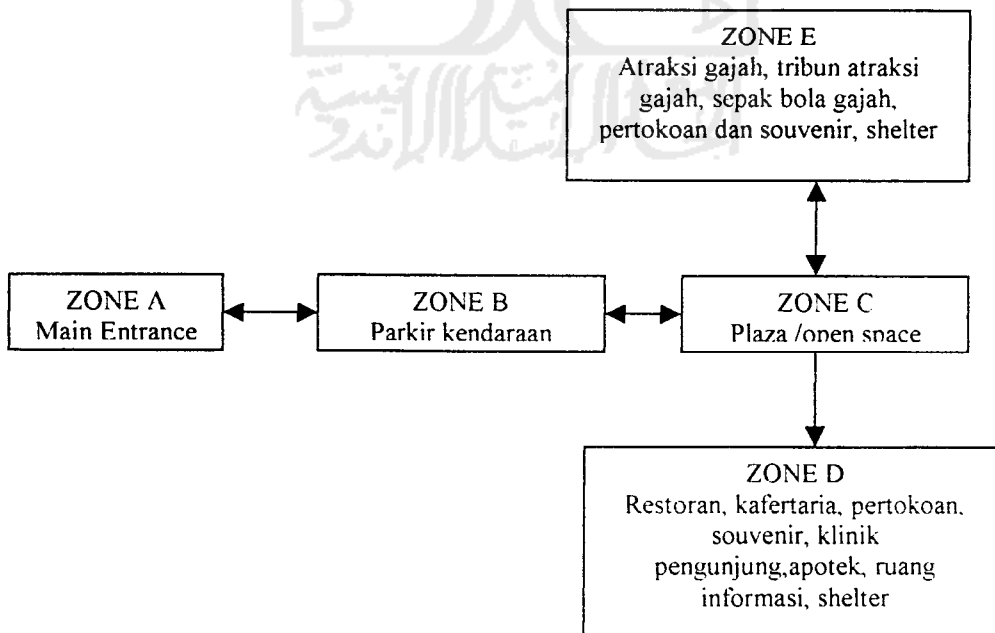 ZONE E
Atraksi gajah, tribun atraksi
gajah, sepak bola gajah,
pertokoan dan souvenir, shelter
ZONE A
Main Entrance
ZONE B
Parkir kendaraan
ZONE C
Plaza /open space
ZONE D
Restoran, kafertaria, pertokoan,
souvenir, klinik
pengunjung,apotek, ruang
informasi, shelter